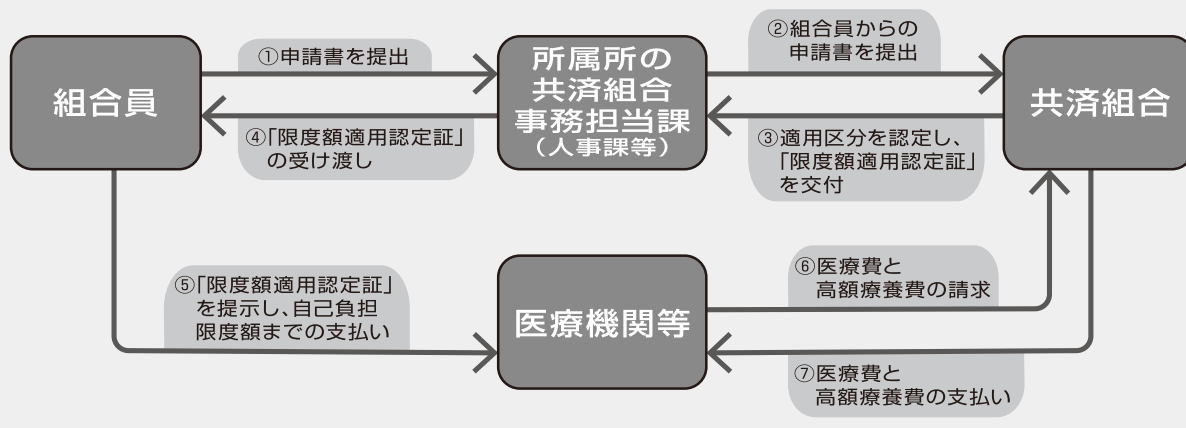 組合員
①申請書を提出
所属所の
共済組合
事務担当課
（人事課等）
②組合員からの
申請書を提出
共済組合
④「限度額適用認定証」
の受け渡し
③適用区分を認定し、
「限度額適用認定証」
を交付
⑤「限度額適用認定証」
を提示し、自己負担
限度額までの支払い
医療機関等
⑥医療費と
高額療養費の請求
⑦医療費と
高額療養費の支払い